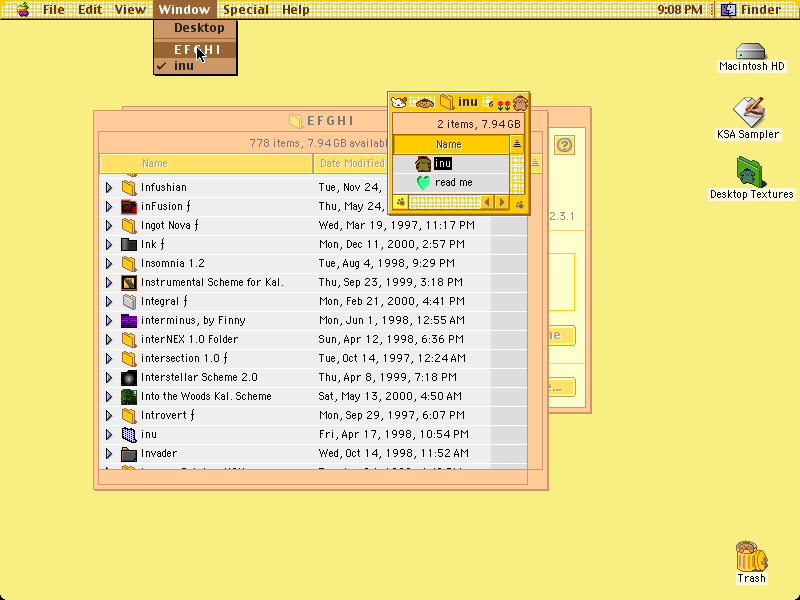 File Edit View Window Special Help 9:08 PM Finder
Desktop
EFGHI
✓ inu
Macintosh HD
KSA Sampler
Desktop Textures
Trash
inu
2 items, 7.94GB
Name
inu
read me
EFGHI
778 items, 7.94GB availabl
Name Date Modified
Infushian Tue, Nov 24,
inFusion ƒ Thu, May 24,
Ingot Nova ƒ Wed, Mar 19, 1997, 11:17 PM
Ink ƒ Mon, Dec 11, 2000, 2:57 PM
Insomnia 1.2 Tue, Aug 4, 1998, 9:29 PM
Instrumental Scheme for Kal. Thu, Sep 23, 1999, 3:18 PM
Integral ƒ Mon, Feb 21, 2000, 4:41 PM
interminus, by Finny Mon, Jun 1, 1998, 12:55 AM
interNEX 1.0 Folder Sun, Apr 12, 1998, 6:36 PM
intersection 1.0 ƒ Tue, Oct 14, 1997, 12:24 AM
Interstellar Scheme 2.0 Thu, Apr 8, 1999, 7:18 PM
Into the Woods Kal. Scheme Sat, May 13, 2000, 4:50 AM
Introvert ƒ Mon, Sep 29, 1997, 6:07 PM
inu Fri, Apr 17, 1998, 10:54 PM
Invader Wed, Oct 14, 1998, 11:52 AM
2.3.1
ne
e...